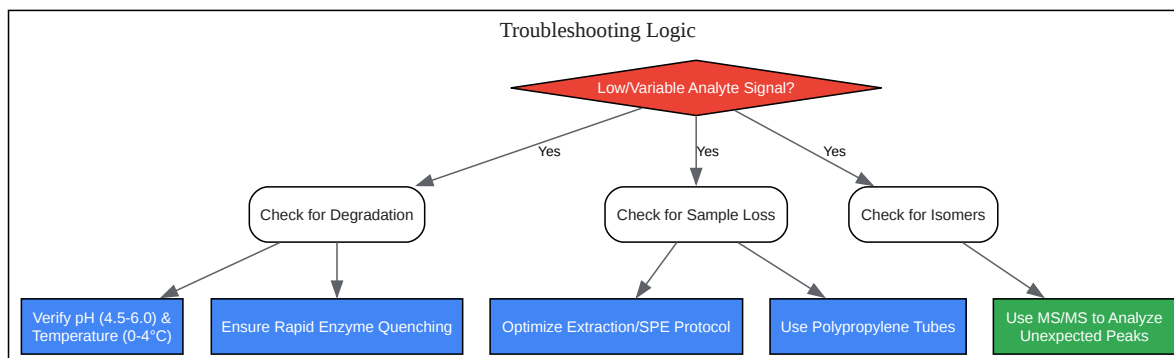 Troubleshooting Logic
Low/Variable Analyte Signal?
Yes
Yes
Yes
Check for Degradation
Check for Sample Loss
Check for Isomers
Verify pH (4.5-6.0) &
Temperature (0-4°C)
Ensure Rapid Enzyme Quenching
Optimize Extraction/SPE Protocol
Use Polypropylene Tubes
Use MS/MS to Analyze
Unexpected Peaks